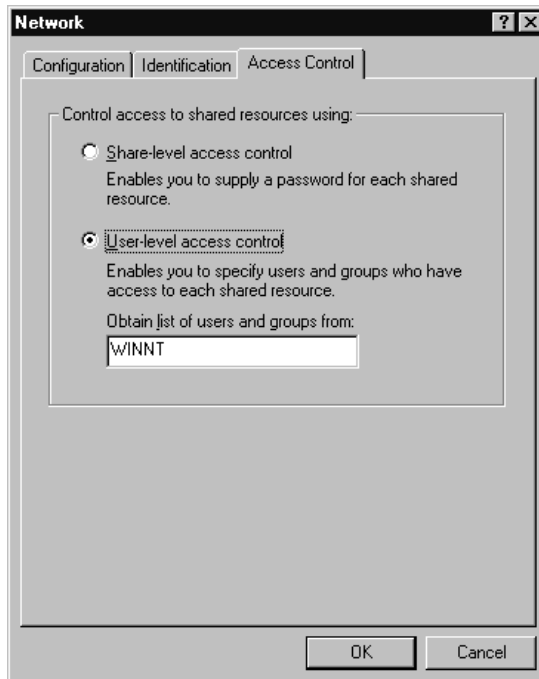 Network
Configuration Identification Access Control
Control access to shared resources using:
Share-level access control
Enables you to supply a password for each shared
resource.
User-level access control
Enables you to specify users and groups who have
access to each shared resource.
Obtain list of users and groups from:
WINNT
OK Cancel